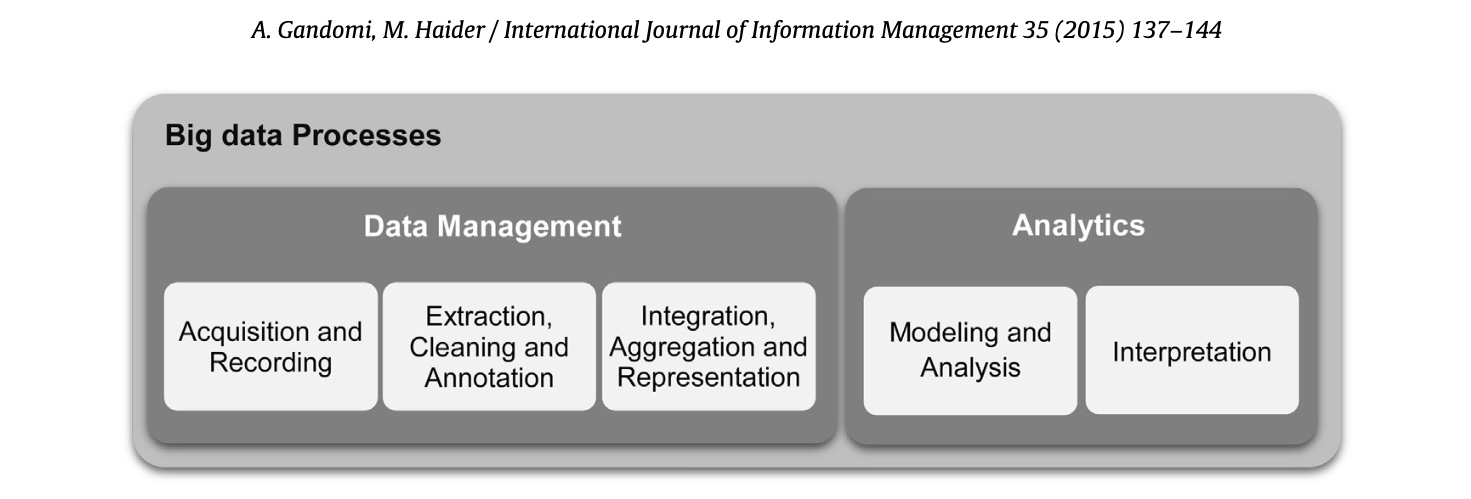 A. Gandomi, M. Haider / International Journal of Information Management 35 (2015) 137–144
Big data Processes
Data Management
Acquisition and
Recording
Extraction,
Cleaning and
Annotation
Integration,
Aggregation and
Representation
Analytics
Modeling and
Analysis
Interpretation